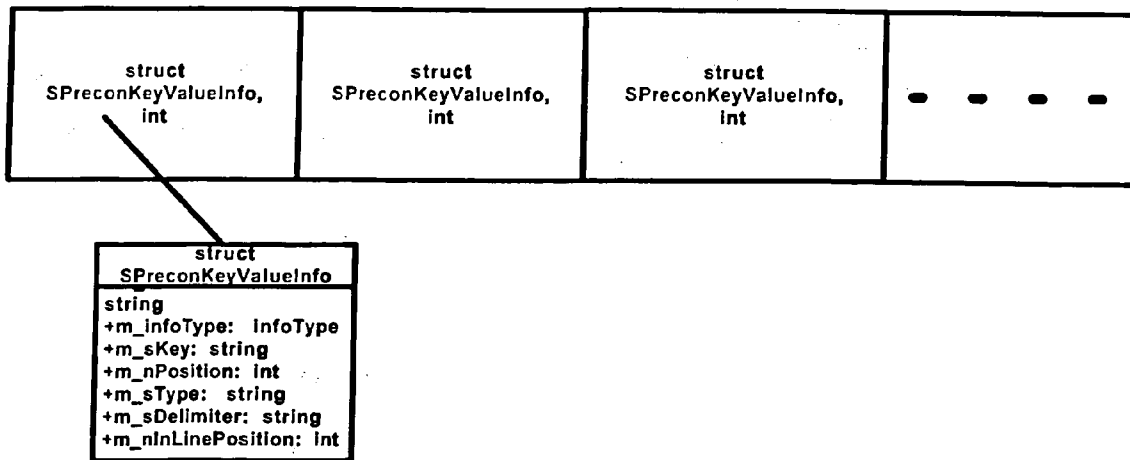 struct
SPreconKeyValueInfo,
int
struct
SPreconKeyValueInfo,
int
struct
SPreconKeyValueInfo,
int
struct
SPreconKeyValueInfo
string
+m_infoType: InfoType
+m_sKey: string
+m_nPosition: int
+m_sType: string
+m_sDelimiter: string
+m_nInLinePosition: int